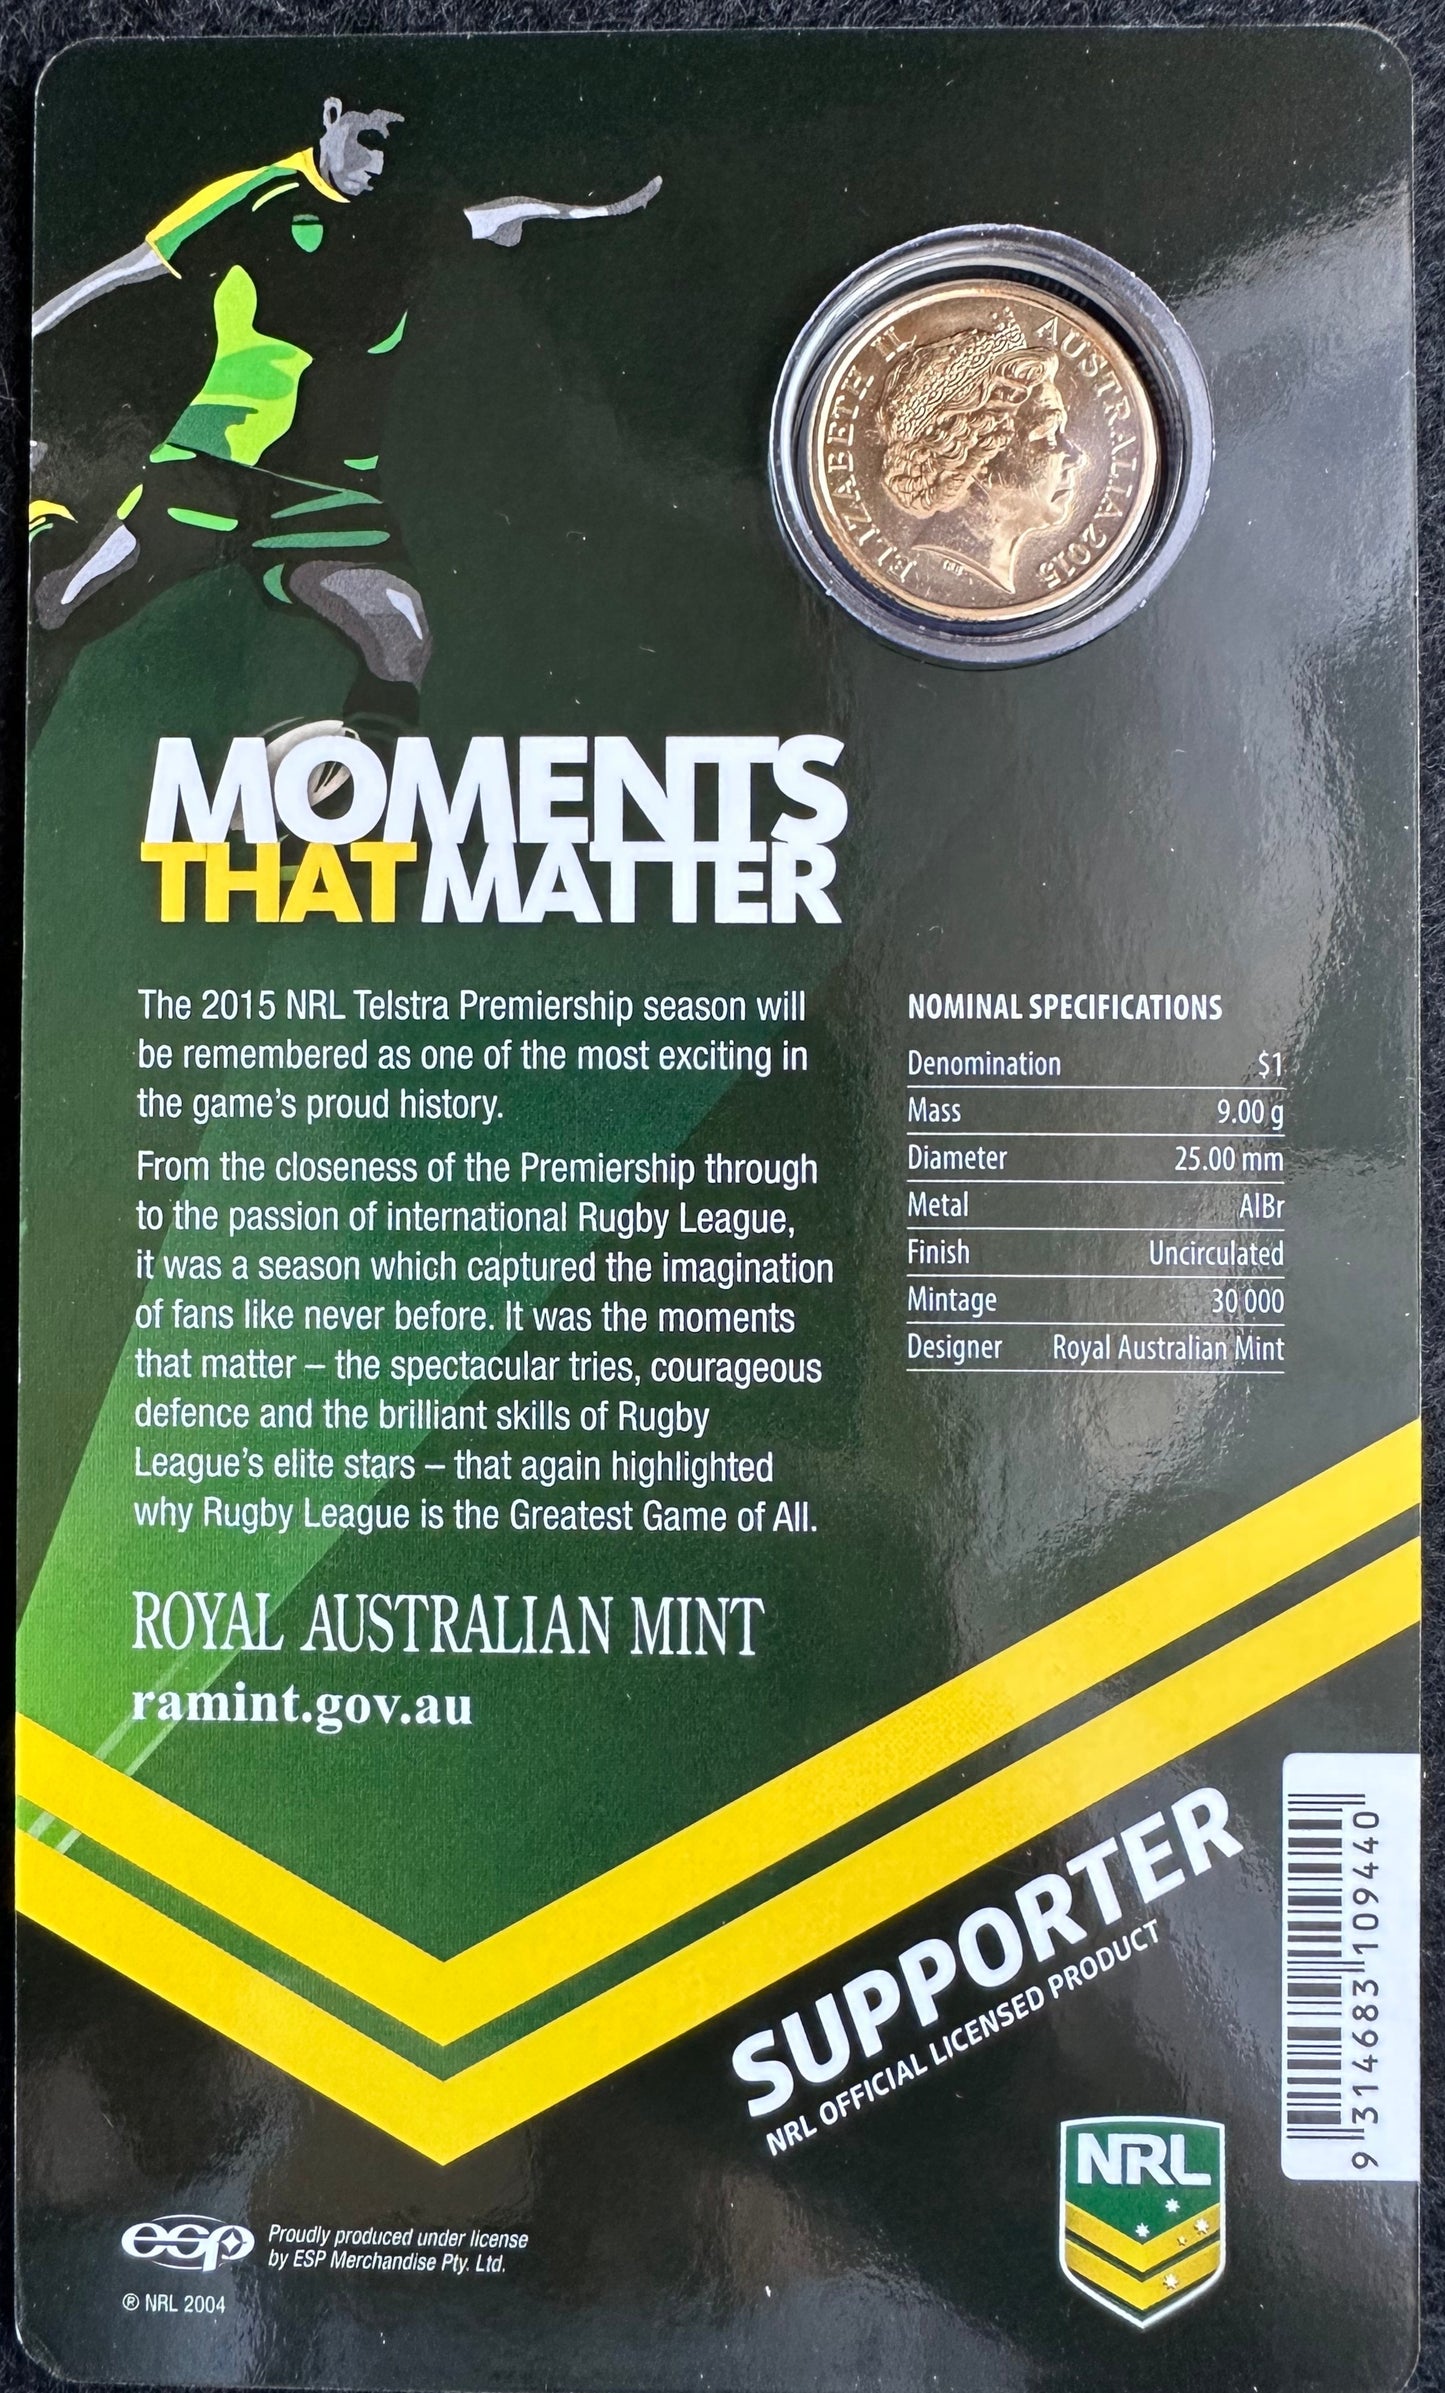 ELIZABETH II
AUSTRALIA 2015
MOMENTS
THAT MATTER
The 2015 NRL Telstra Premiership season will
be remembered as one of the most exciting in
the game's proud history.
From the closeness of the Premiership through
to the passion of international Rugby League,
it was a season which captured the imagination
of fans like never before. It was the moments
that matter – the spectacular tries, courageous
defence and the brilliant skills of Rugby
League's elite stars – that again highlighted
why Rugby League is the Greatest Game of All.
NOMINAL SPECIFICATIONS
Denomination $1
Mass 9.00 g
Diameter 25.00 mm
Metal AlBr
Finish Uncirculated
Mintage 30 000
Designer Royal Australian Mint
ROYAL AUSTRALIAN MINT
ramint.gov.au
SUPPORTER
NRL OFFICIAL LICENSED PRODUCT
9 314683 109440
NRL
esp
Proudly produced under license
by ESP Merchandise Pty. Ltd.
® NRL 2004